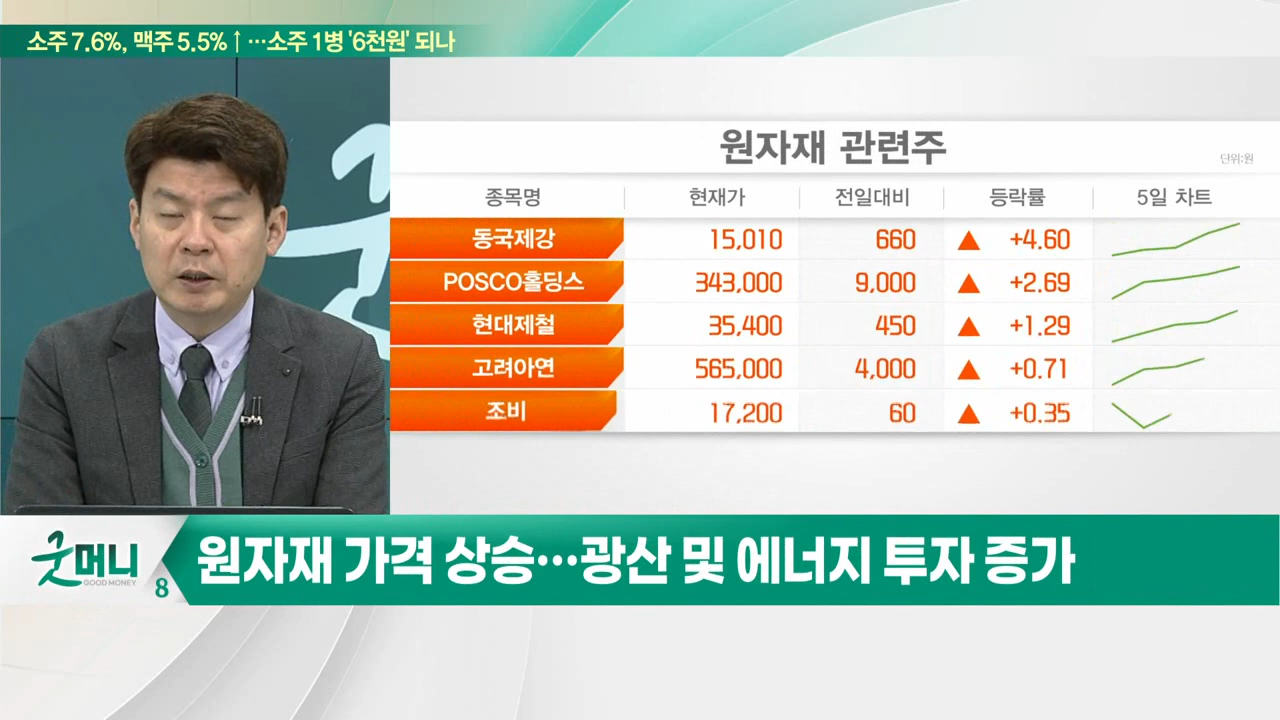 소주 7.6%, 맥주 5.5%↑…소주 1병 '6천원' 되나
원자재 관련주
단위:원
종목명 현재가 전일대비 등락률 5일 차트
동국제강 15,010 660 ▲ +4.60
POSCO홀딩스 343,000 9,000 ▲ +2.69
현대제철 35,400 450 ▲ +1.29
고려아연 565,000 4,000 ▲ +0.71
조비 17,200 60 ▲ +0.35
굿머니
GOOD MONEY
8
원자재 가격 상승…광산 및 에너지 투자 증가